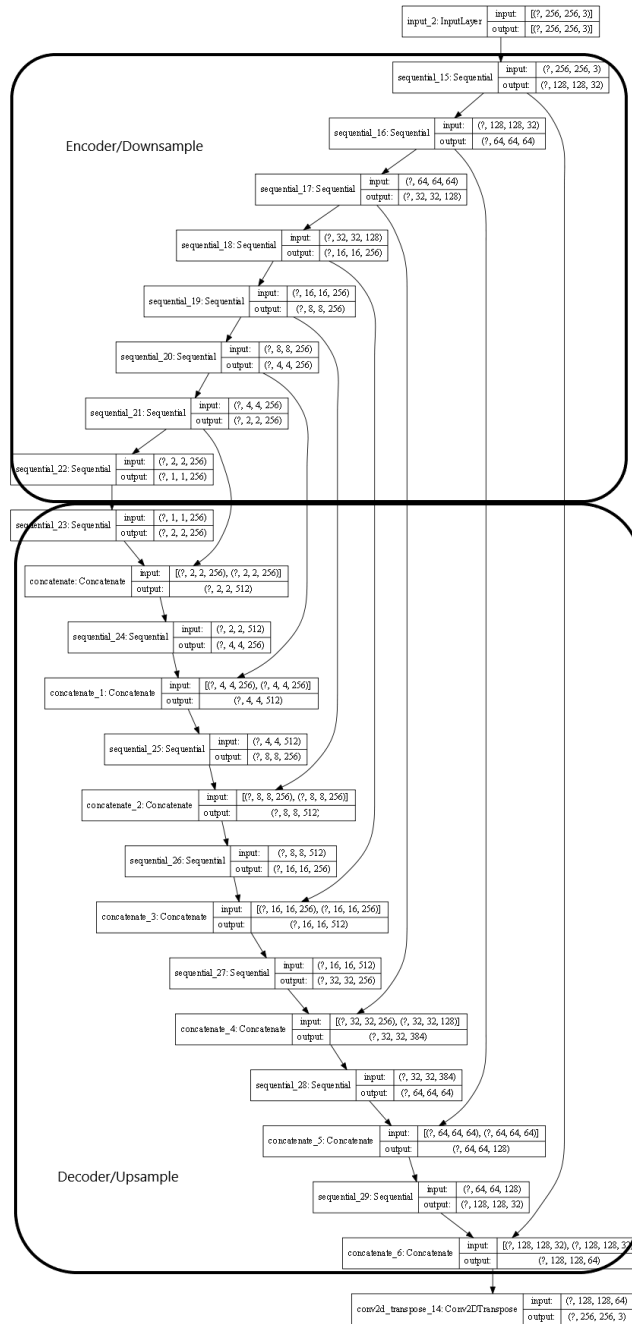 input_2: InputLayer input: [(?, 256, 256, 3)]
output: [(?, 256, 256, 3)]
sequential_15: Sequential input: (?, 256, 256, 3)
output: (?, 128, 128, 32)
Encoder/Downsample
sequential_16: Sequential input: (?, 128, 128, 32)
output: (?, 64, 64, 64)
sequential_17: Sequential input: (?, 64, 64, 64)
output: (?, 32, 32, 128)
sequential_18: Sequential input: (?, 32, 32, 128)
output: (?, 16, 16, 256)
sequential_19: Sequential input: (?, 16, 16, 256)
output: (?, 8, 8, 256)
sequential_20: Sequential input: (?, 8, 8, 256)
output: (?, 4, 4, 256)
sequential_21: Sequential input: (?, 4, 4, 256)
output: (?, 2, 2, 256)
sequential_22: Sequential input: (?, 2, 2, 256)
output: (?, 1, 1, 256)
sequential_23: Sequential input: (?, 1, 1, 256)
output: (?, 2, 2, 256)
concatenate: Concatenate input: [(?, 2, 2, 256), (?, 2, 2, 256)]
output: (?, 2, 2, 512)
sequential_24: Sequential input: (?, 2, 2, 512)
output: (?, 4, 4, 256)
concatenate_1: Concatenate input: [(?, 4, 4, 256), (?, 4, 4, 256)]
output: (?, 4, 4, 512)
sequential_25: Sequential input: (?, 4, 4, 512)
output: (?, 8, 8, 256)
concatenate_2: Concatenate input: [(?, 8, 8, 256), (?, 8, 8, 256)]
output: (?, 8, 8, 512)
sequential_26: Sequential input: (?, 8, 8, 512)
output: (?, 16, 16, 256)
concatenate_3: Concatenate input: [(?, 16, 16, 256), (?, 16, 16, 256)]
output: (?, 16, 16, 512)
sequential_27: Sequential input: (?, 16, 16, 512)
output: (?, 32, 32, 256)
concatenate_4: Concatenate input: [(?, 32, 32, 256), (?, 32, 32, 128)]
output: (?, 32, 32, 384)
sequential_28: Sequential input: (?, 32, 32, 384)
output: (?, 64, 64, 64)
concatenate_5: Concatenate input: [(?, 64, 64, 64), (?, 64, 64, 64)]
output: (?, 64, 64, 128)
Decoder/Upsample
sequential_29: Sequential input: (?, 64, 64, 128)
output: (?, 128, 128, 32)
concatenate_6: Concatenate input: [(?, 128, 128, 32), (?, 128, 128, 32
output: (?, 128, 128, 64)
conv2d_transpose_14: Conv2DTranspose input: (?, 128, 128, 64)
output: (?, 256, 256, 3)